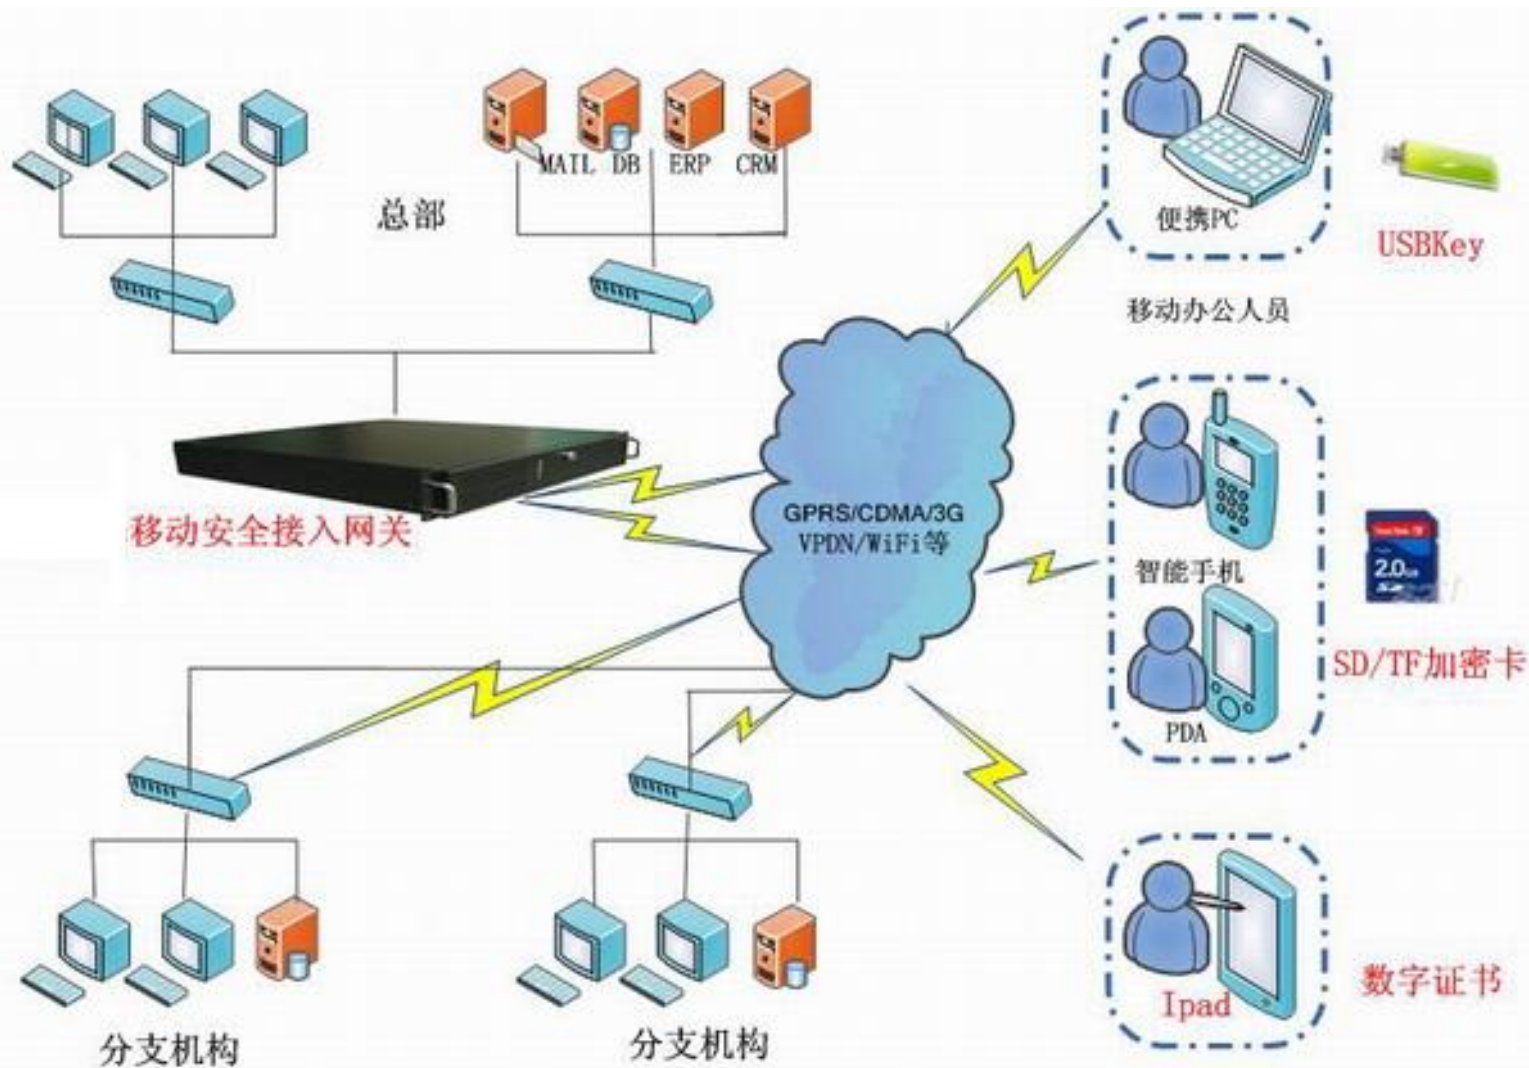 MAIL DB ERP CRM
总部
便携PC
USBKey
移动办公人员
移动安全接入网关
GPRS/CDMA/3G
VPDN/WiFi等
智能手机
2.0GB
SD/TF加密卡
PDA
Ipad
数字证书
分支机构
分支机构